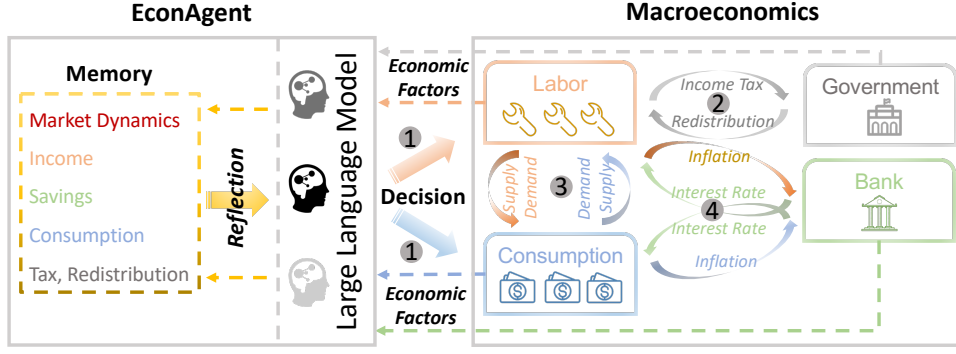 EconAgent
Macroeconomics
Memory
Market Dynamics
Income
Savings
Consumption
Tax, Redistribution
Reflection
Large Language Model
Economic
Factors
1
Decision
1
Economic
Factors
Labor
Income Tax
2
Redistribution
Government
Supply
Demand
3
Demand
Supply
Inflation
Interest Rate
4
Interest Rate
Inflation
Bank
Consumption
$ $ $